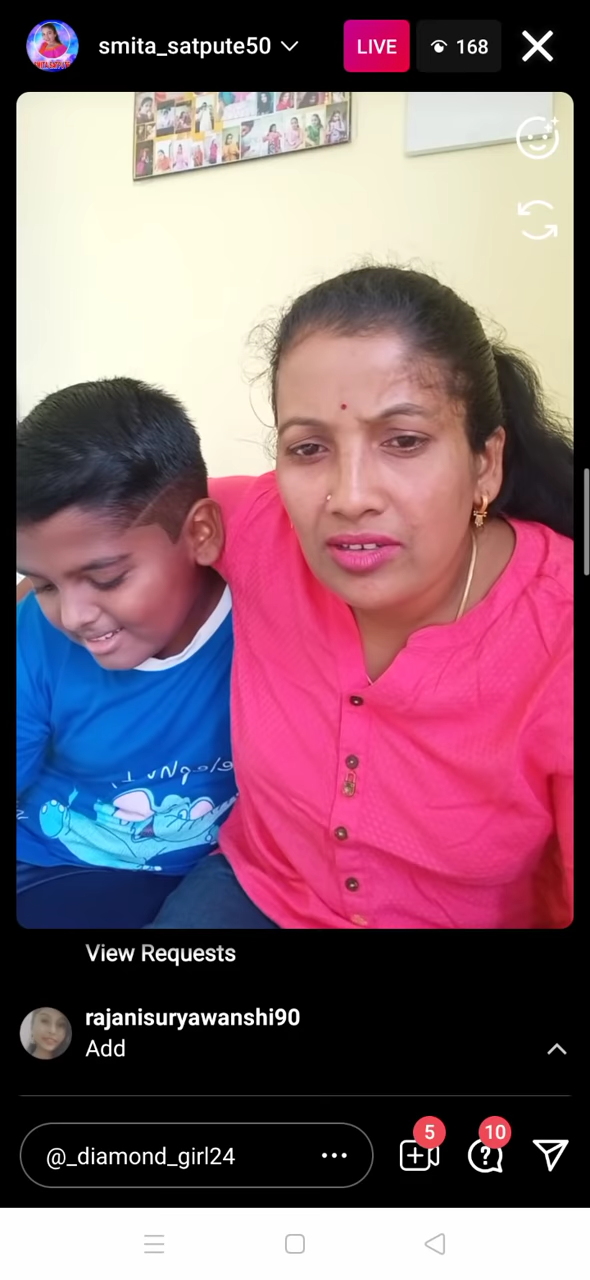 smita_satpute50
LIVE
168
View Requests
rajanisuryawanshi90
Add
@_diamond_girl24
5
10